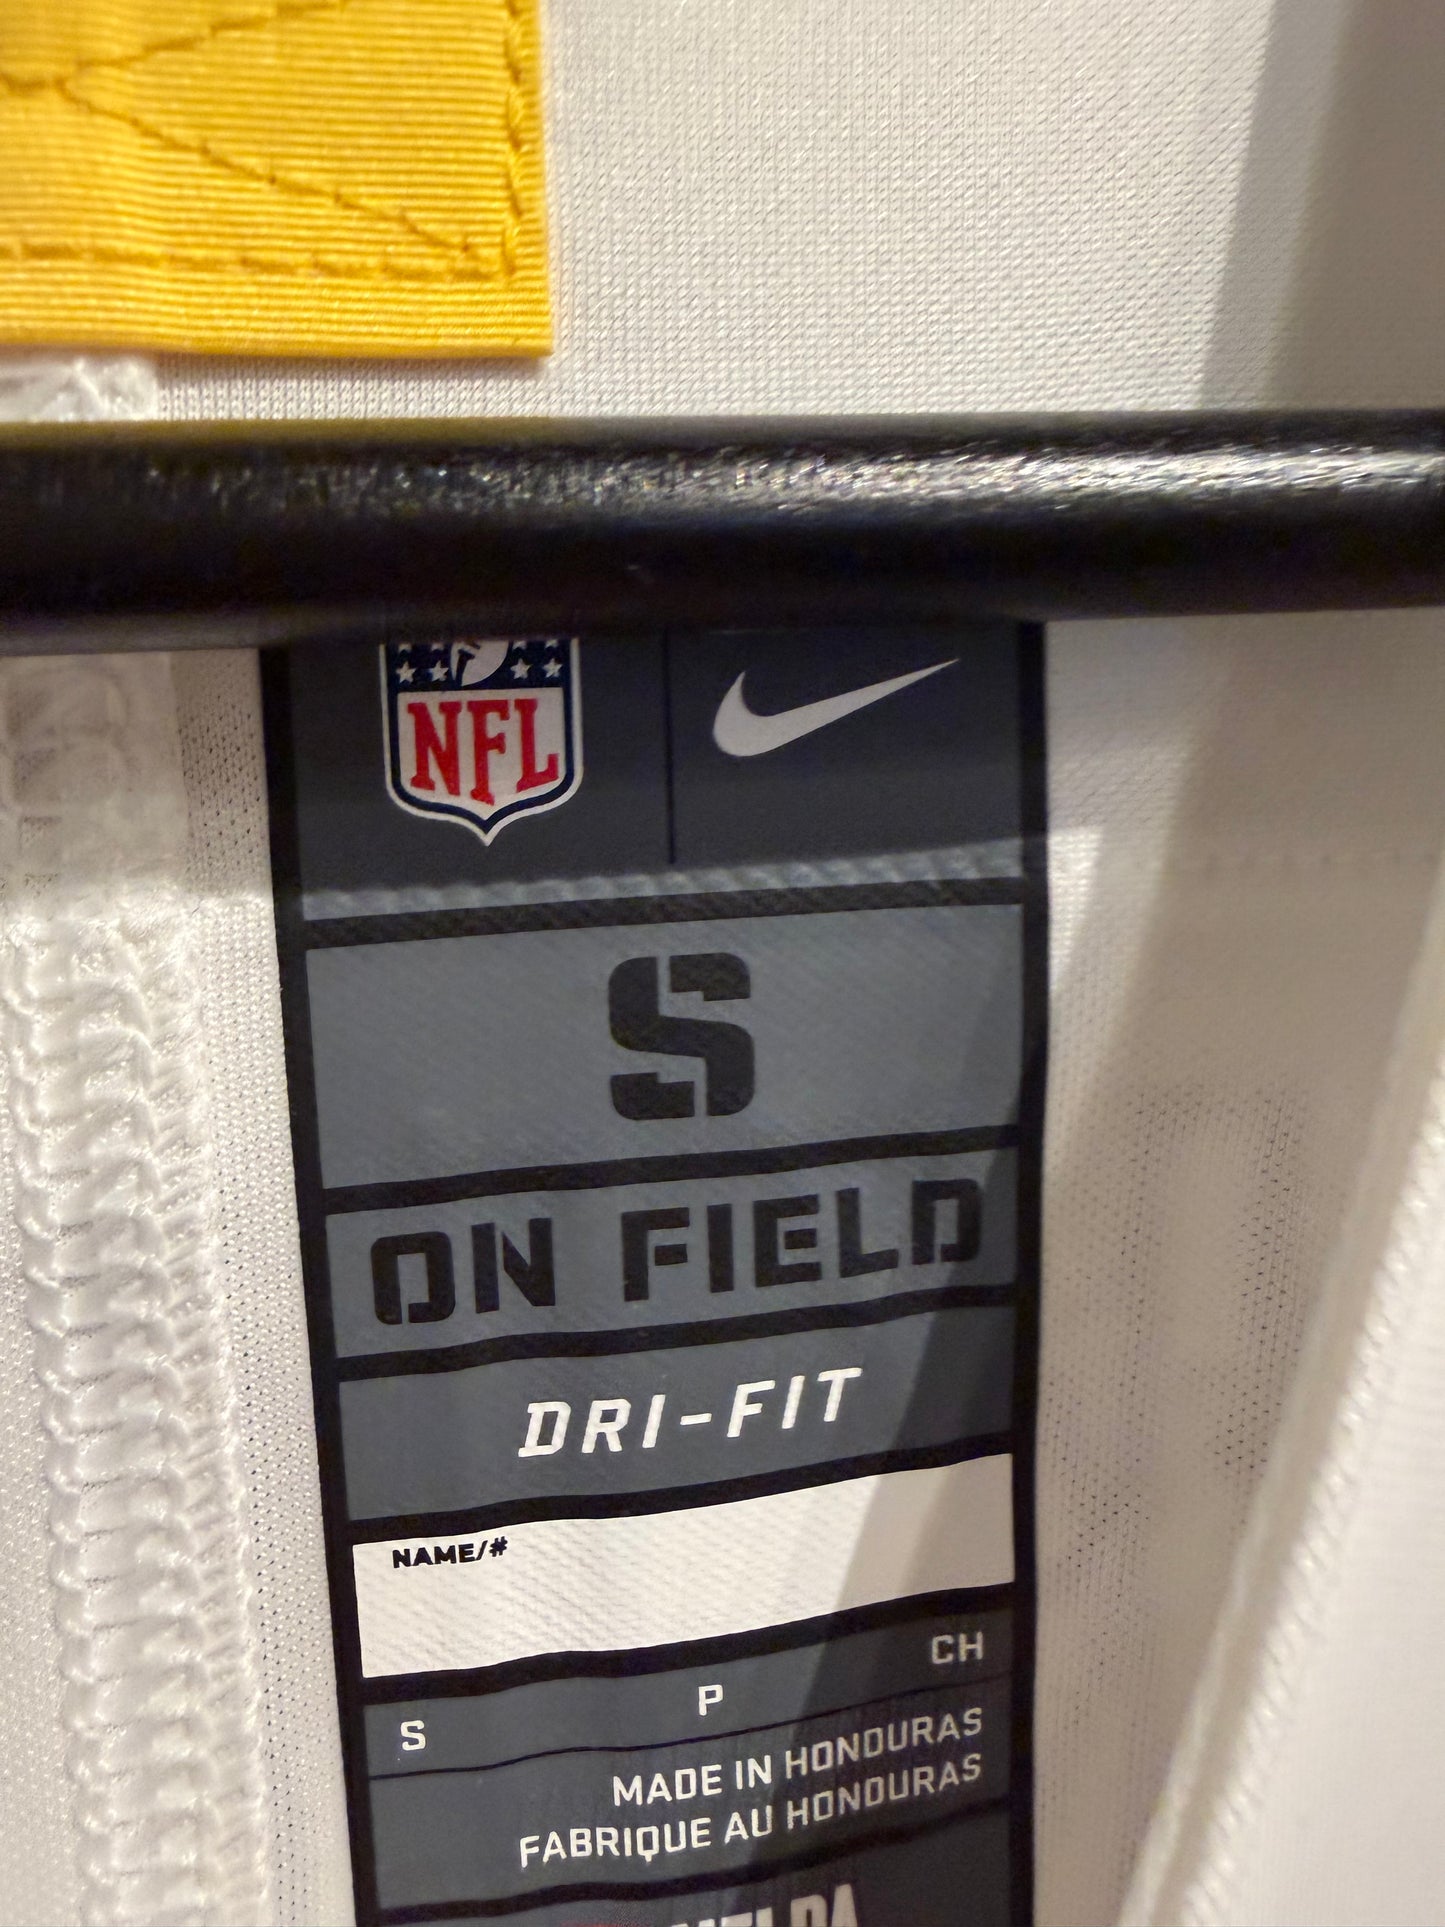 NFL
S
ON FIELD
DRI-FIT
NAME/#
S P CH
MADE IN HONDURAS
FABRIQUE AU HONDURAS